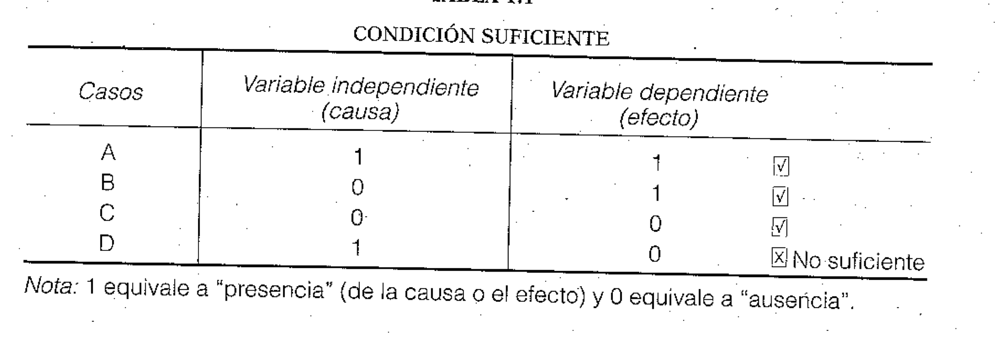 CONDICIÓN SUFICIENTE
Casos Variable independiente (causa) Variable dependiente (efecto)
A 1 1 ☑
B 0 1 ☑
C 0 0 ☑
D 1 0 ☒ No suficiente
Nota: 1 equivale a “presencia” (de la causa o el efecto) y 0 equivale a “ausencia”.